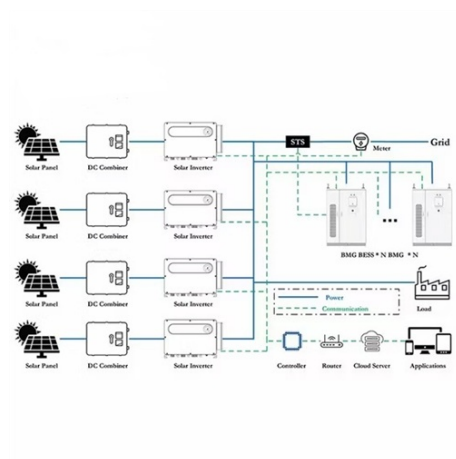 STS
Grid
Meter
Solar Panel
DC Combiner
Solar Inverter
Solar Panel
DC Combiner
Solar Inverter
BMG BESS * N BMG * N
Solar Panel
DC Combiner
Solar Inverter
Power
Communication
Load
Solar Panel
DC Combiner
Solar Inverter
Controller
Router
Cloud Server
Applications